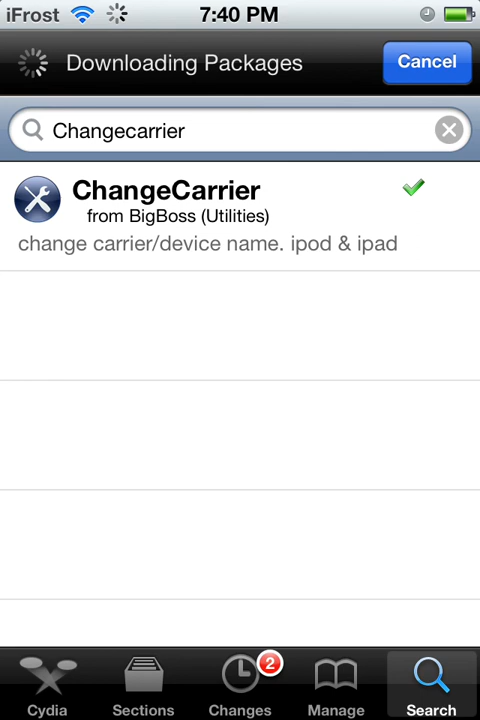 iFrost 7:40 PM
Downloading Packages Cancel
Changecarrier
ChangeCarrier
from BigBoss (Utilities)
change carrier/device name. ipod & ipad
2
Cydia Sections Changes Manage Search